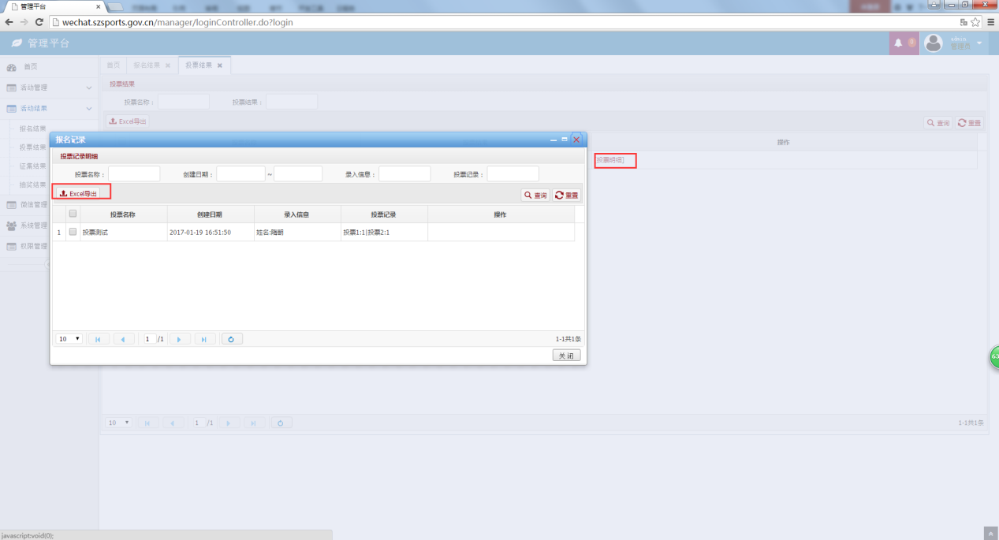 管理平台
wechat.szsports.gov.cn/manager/loginController.do?login
管理平台
admin
管理员
首页
活动管理
活动结果
报名结果
投票结果
征集结果
抽奖结果
微信管理
系统管理
权限管理
首页 报名结果 投票结果
投票结果
投票名称： 投票结果：
Excel导出 查询 重置
操作
投票明细]
报名记录
投票记录明细
投票名称： 创建日期： ~ 录入信息： 投票记录：
Excel导出 查询 重置
投票名称 创建日期 录入信息 投票记录 操作
1 投票测试 2017-01-19 16:51:50 姓名:隋朝 投票1:1|投票2:1
10 1 /1 1-1共1条
关闭
10 1 /1 1-1共1条
63
javascript:void(0);